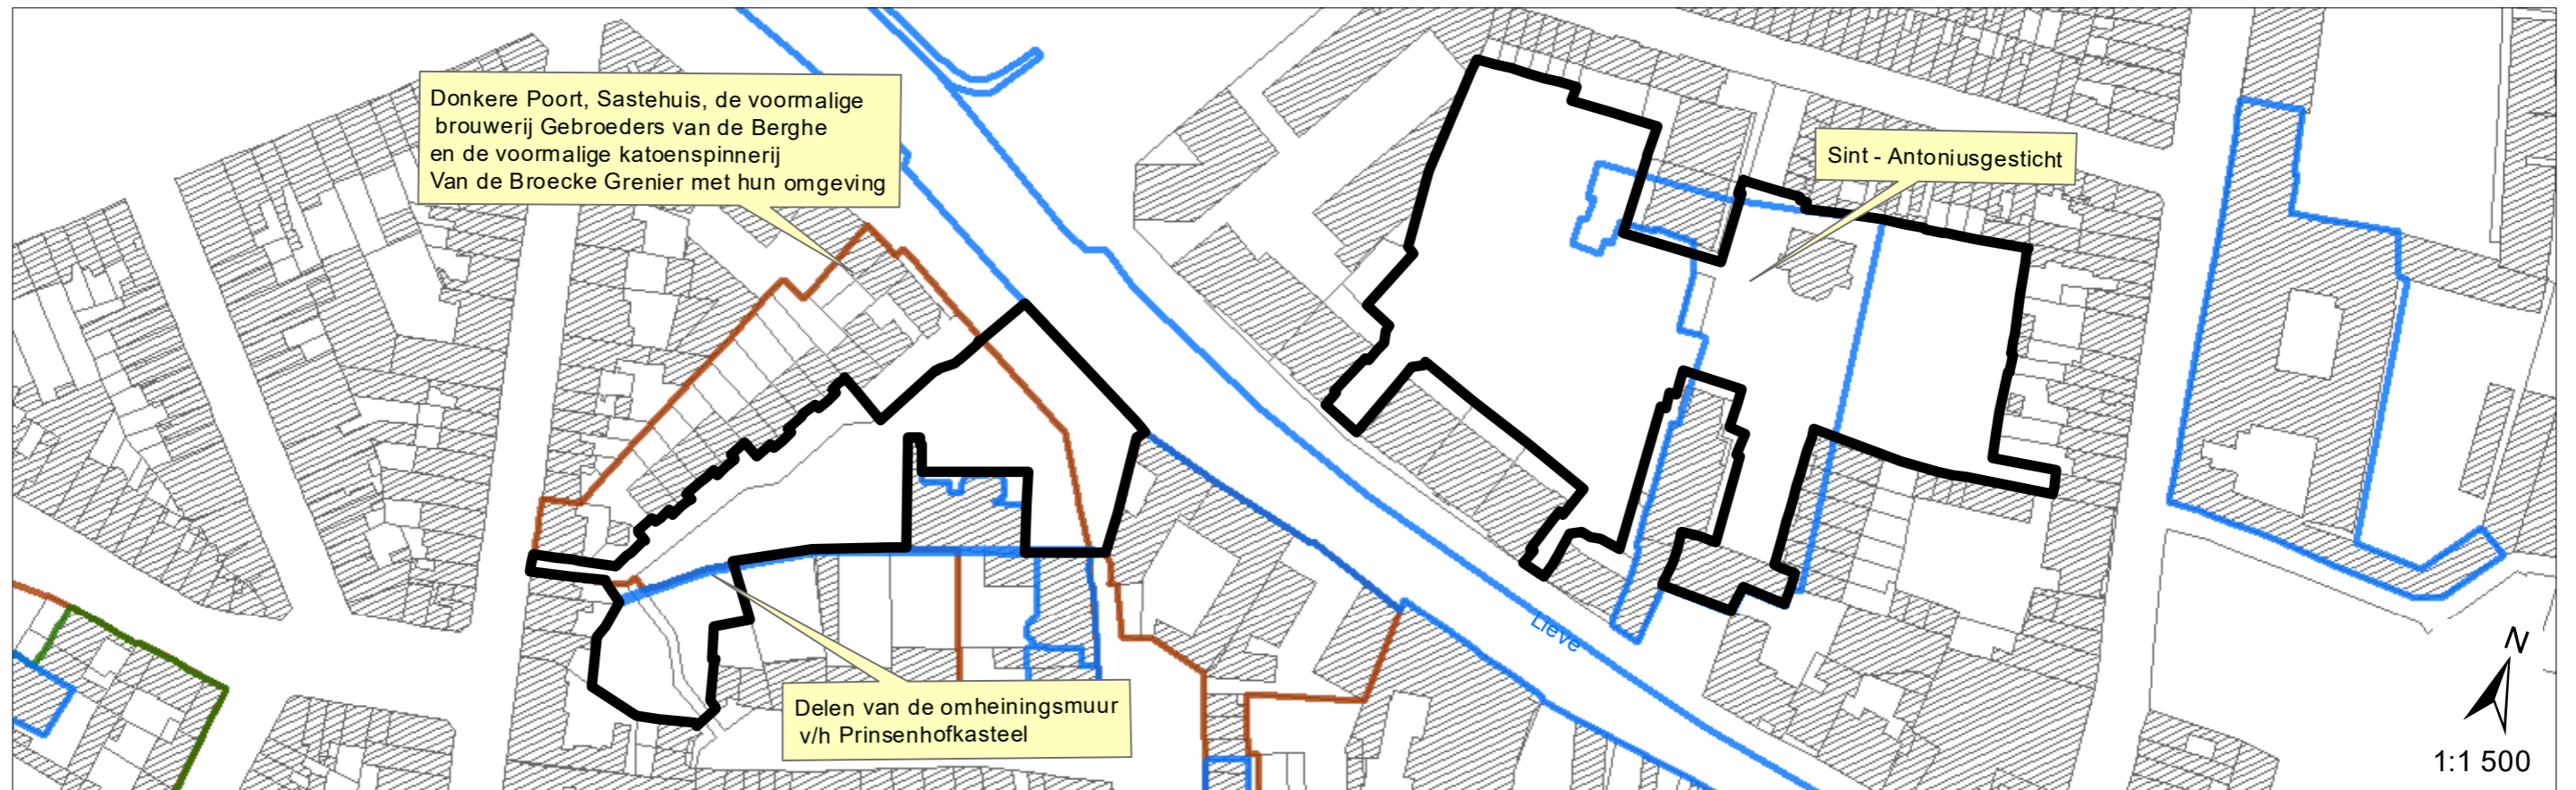 Donkere Poort, Sastehuis, de voormalige
brouwerij Gebroeders van de Berghe
en de voormalige katoenspinnerij
Van de Broecke Grenier met hun omgeving
Sint - Antoniusgesticht
Lieve
Delen van de omheiningsmuur
v/h Prinsenhofkasteel
N
1:1 500